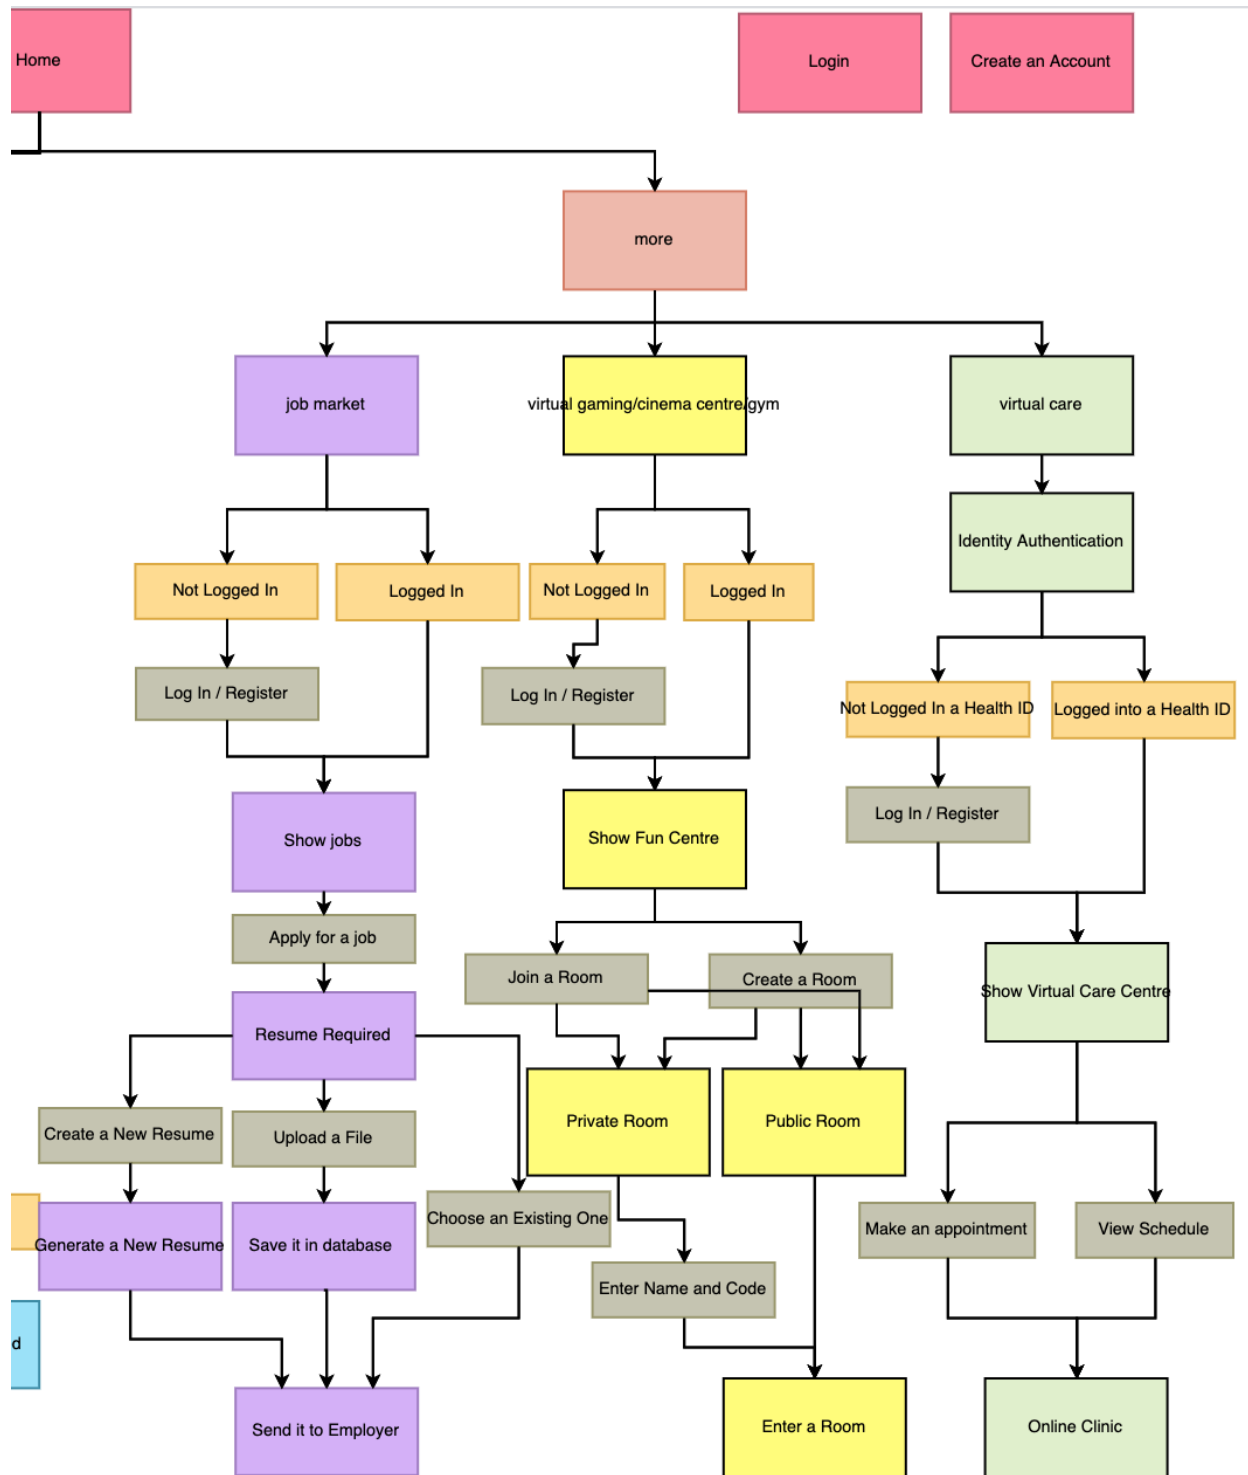 Home
Login
Create an Account
more
job market
virtual gaming/cinema centre/gym
virtual care
Identity Authentication
Not Logged In
Logged In
Not Logged In
Logged In
Log In / Register
Log In / Register
Not Logged In a Health ID
Logged into a Health ID
Log In / Register
Show jobs
Show Fun Centre
Apply for a job
Join a Room
Create a Room
Show Virtual Care Centre
Resume Required
Private Room
Public Room
Create a New Resume
Upload a File
Choose an Existing One
Make an appointment
View Schedule
Generate a New Resume
Save it in database
Enter Name and Code
d
Send it to Employer
Enter a Room
Online Clinic